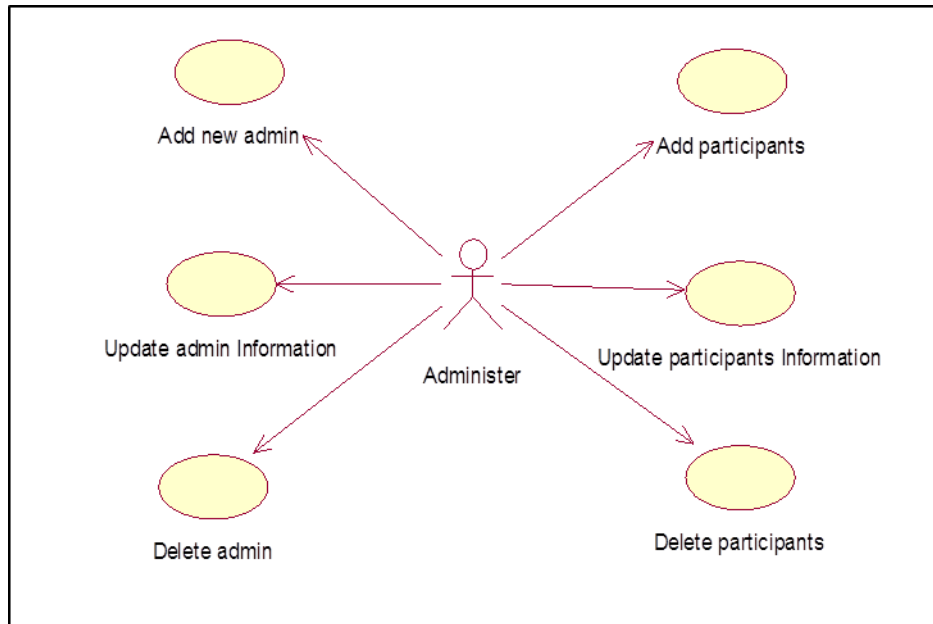 Add new admin
Add participants
Update admin Information
Update participants Information
Administer
Delete admin
Delete participants